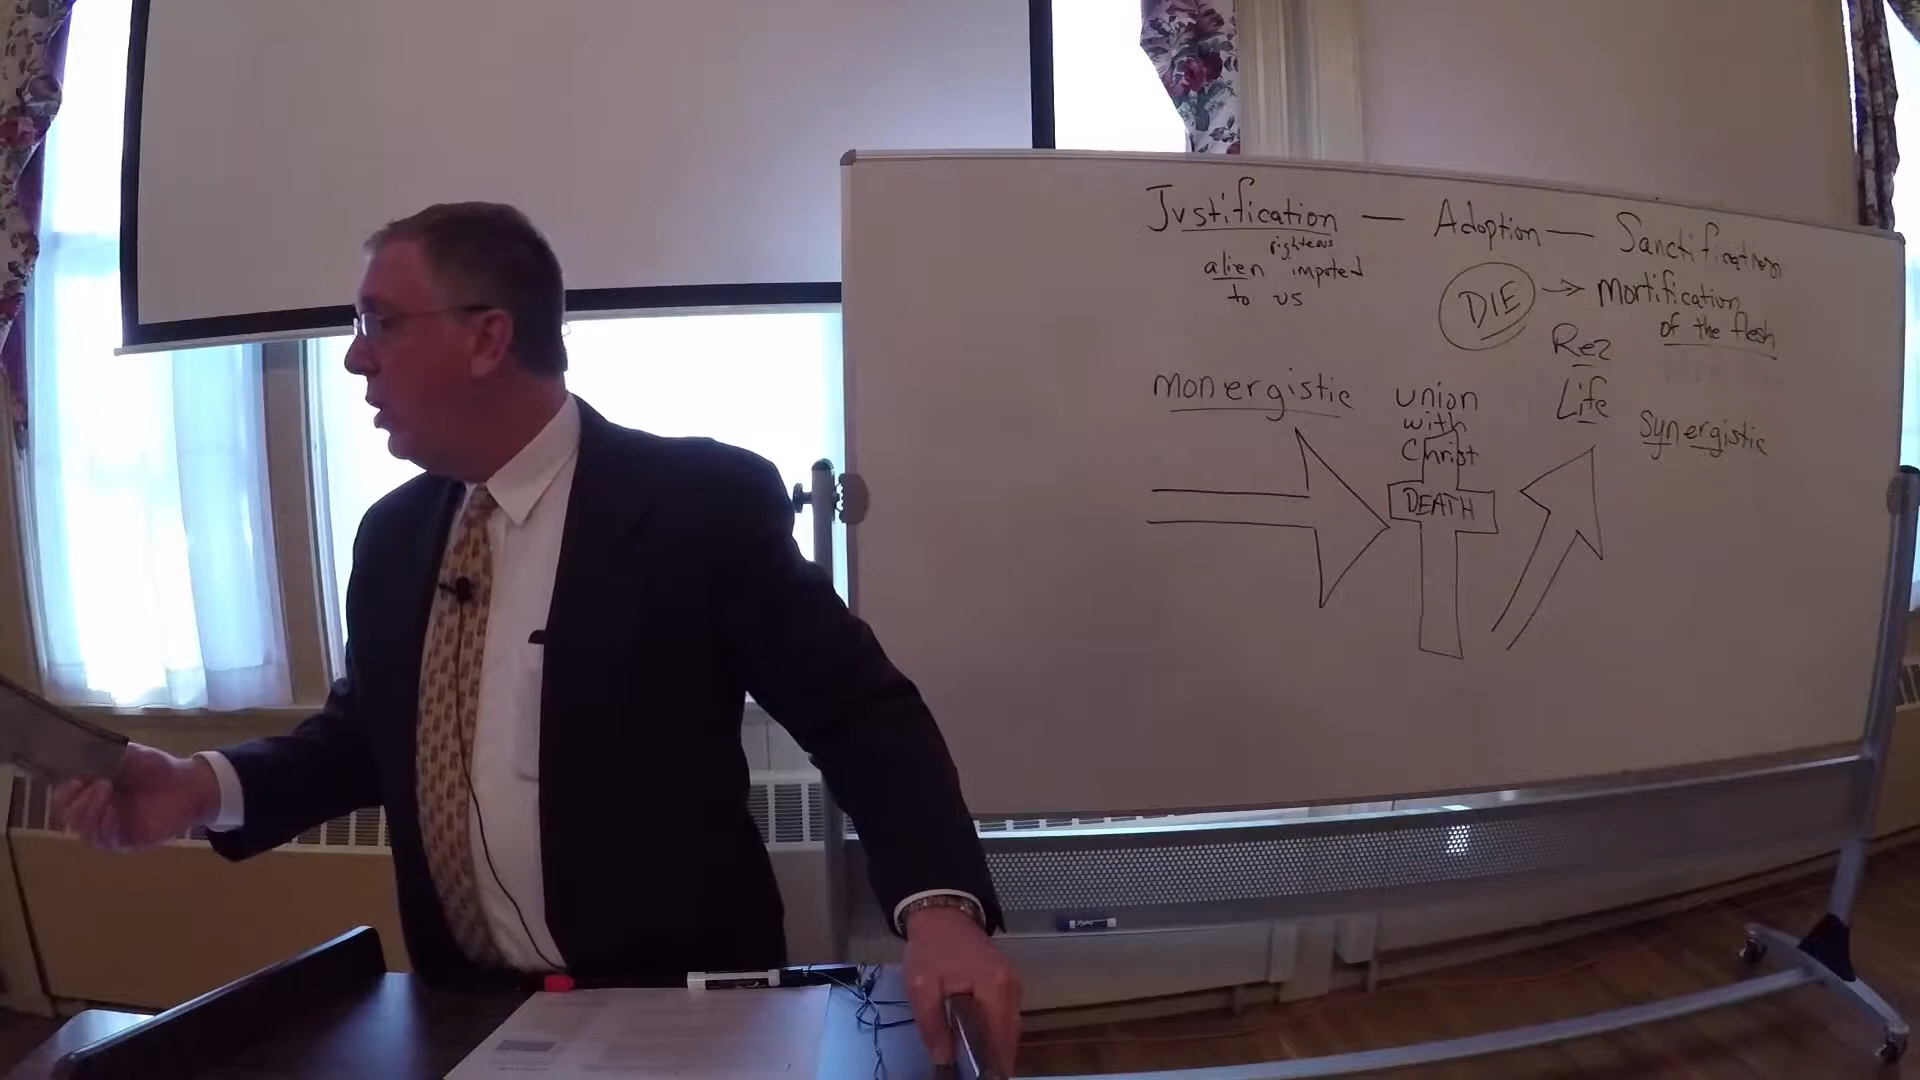 Justification — Adoption — Sanctification
righteous
alien imputed
to us
DIE → Mortification
of the flesh
Rez
Life
monergistic
union
with
Christ
DEATH
Synergistic